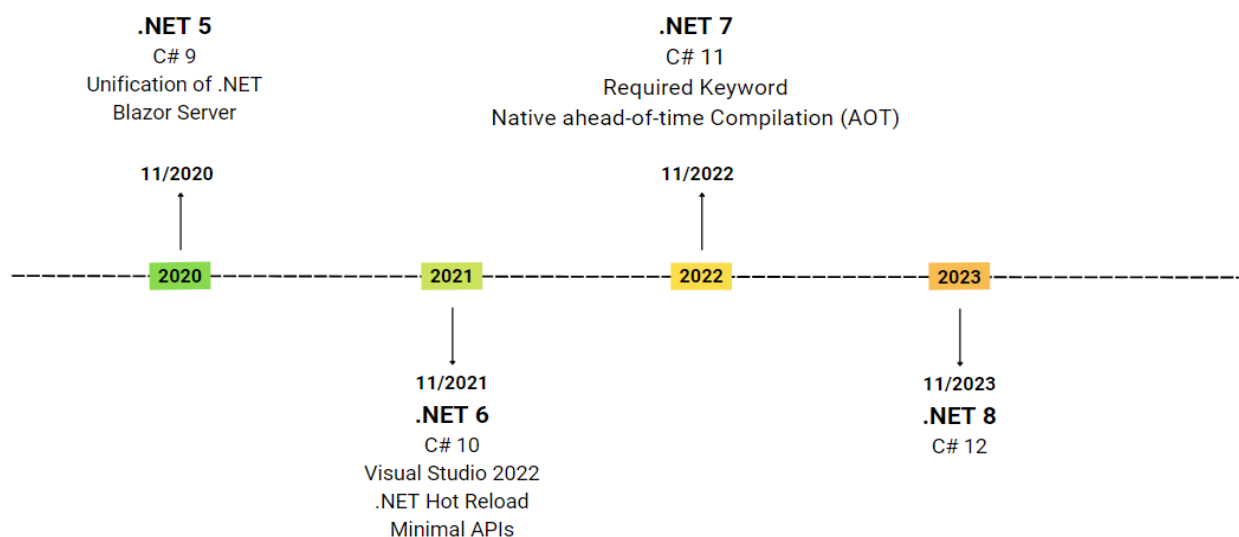 .NET 5
C# 9
Unification of .NET
Blazor Server
11/2020
.NET 7
C# 11
Required Keyword
Native ahead-of-time Compilation (AOT)
11/2022
2020
2021
2022
2023
11/2021
.NET 6
C# 10
Visual Studio 2022
.NET Hot Reload
Minimal APIs
11/2023
.NET 8
C# 12